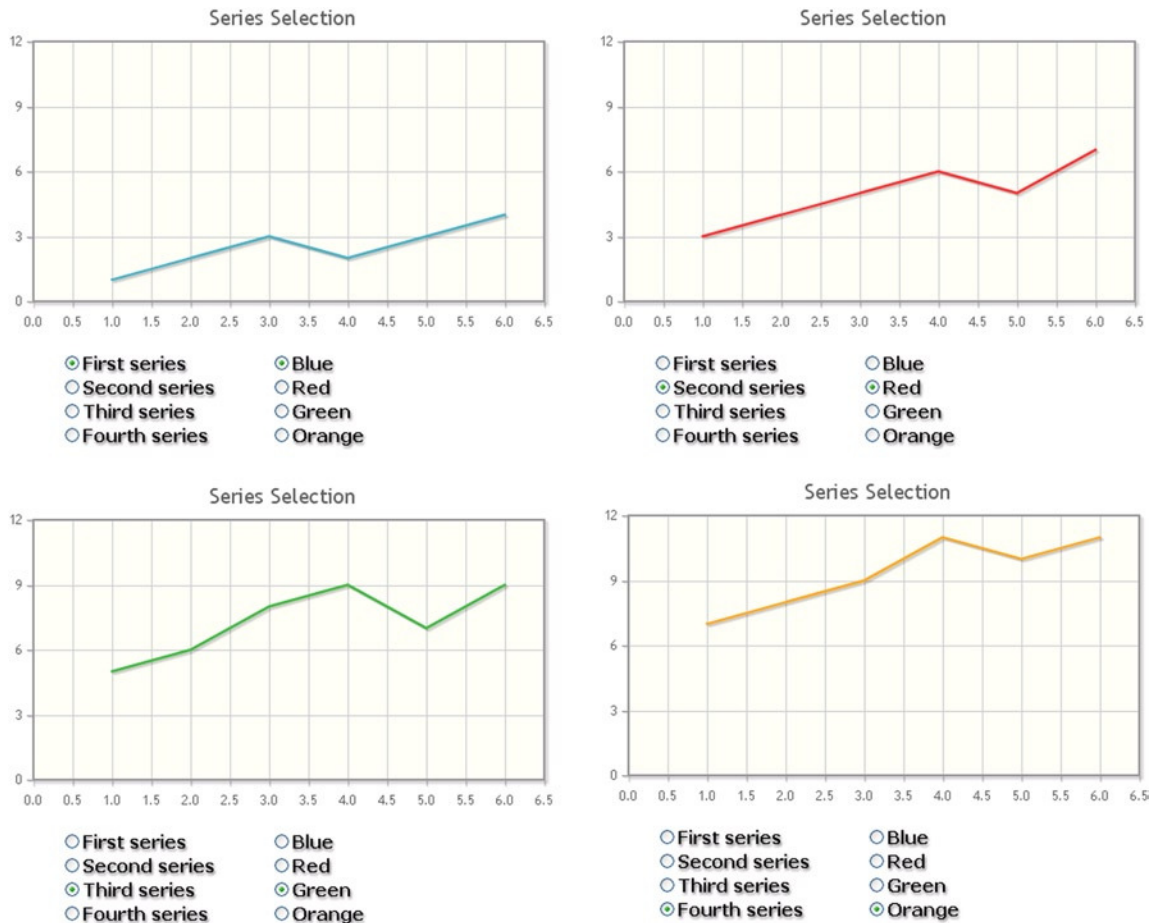 Series Selection
12
9
6
3
0
0.0 0.5 1.0 1.5 2.0 2.5 3.0 3.5 4.0 4.5 5.0 5.5 6.0 6.5
First series Blue
Second series Red
Third series Green
Fourth series Orange
Series Selection
12
9
6
3
0
0.0 0.5 1.0 1.5 2.0 2.5 3.0 3.5 4.0 4.5 5.0 5.5 6.0 6.5
First series Blue
Second series Red
Third series Green
Fourth series Orange
Series Selection
12
9
6
3
0
0.0 0.5 1.0 1.5 2.0 2.5 3.0 3.5 4.0 4.5 5.0 5.5 6.0 6.5
First series Blue
Second series Red
Third series Green
Fourth series Orange
Series Selection
12
9
6
3
0
0.0 0.5 1.0 1.5 2.0 2.5 3.0 3.5 4.0 4.5 5.0 5.5 6.0 6.5
First series Blue
Second series Red
Third series Green
Fourth series Orange